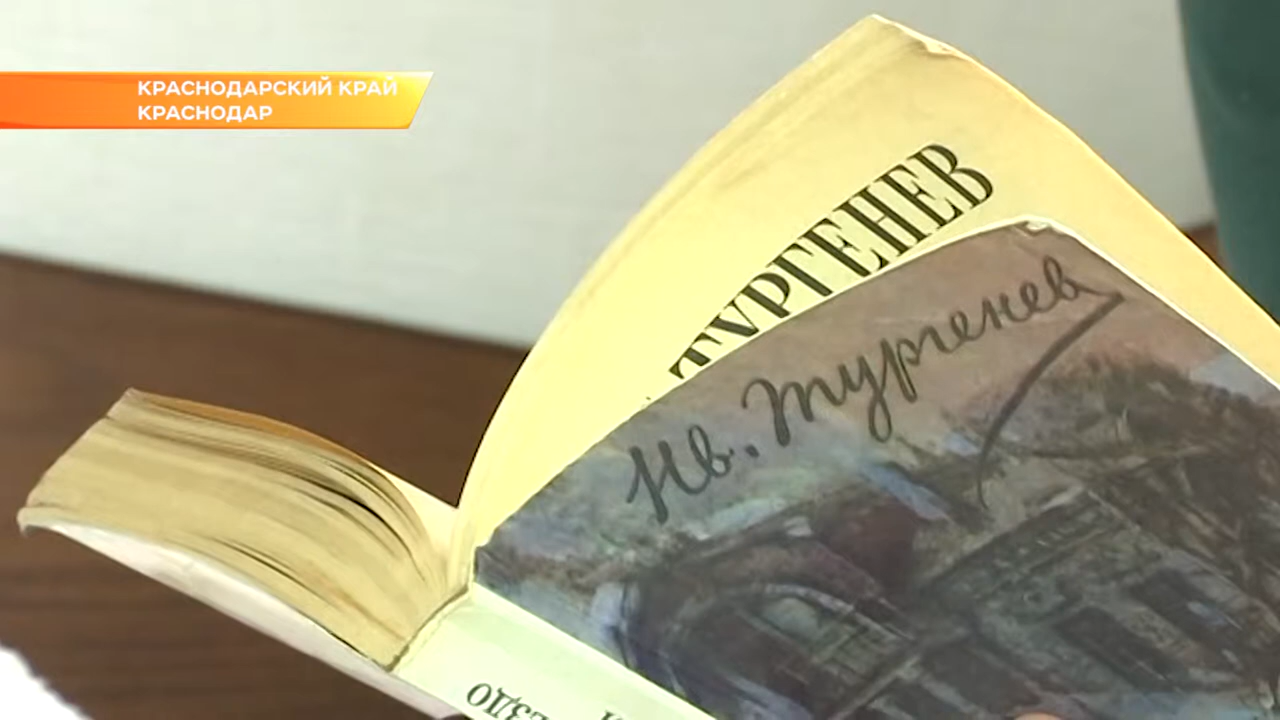 КРАСНОДАРСКИЙ КРАЙ
КРАСНОДАР
ТУРГЕНЕВ
Ив. Тургенев